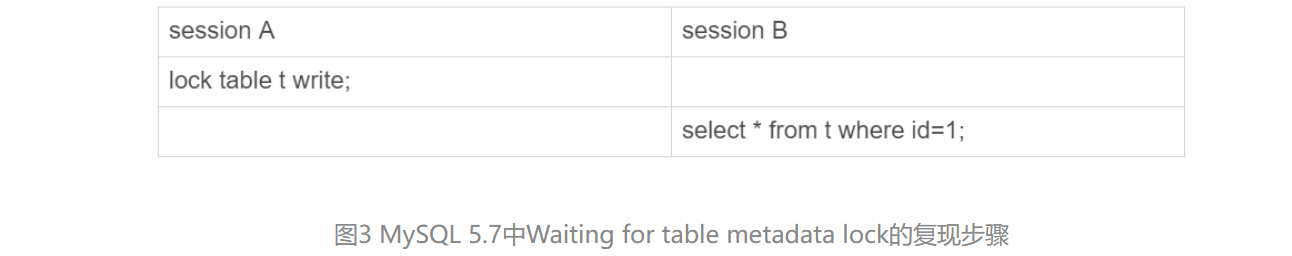 session A
session B
lock table t write;
select * from t where id=1;
图3 MySQL 5.7中Waiting for table metadata lock的复现步骤